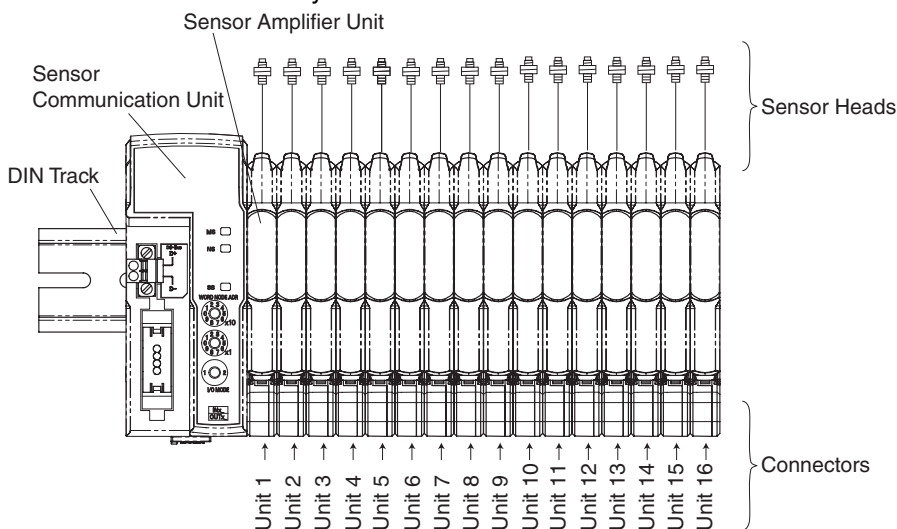 Sensor Amplifier Unit
Sensor
Communication Unit
Sensor Heads
DIN Track
MS
NS
D+
D-
SS
WORD MODE ADR
x10
x1
1 2
I/O MODE
Connectors
Unit 1
Unit 2
Unit 3
Unit 4
Unit 5
Unit 6
Unit 7
Unit 8
Unit 9
Unit 10
Unit 11
Unit 12
Unit 13
Unit 14
Unit 15
Unit 16